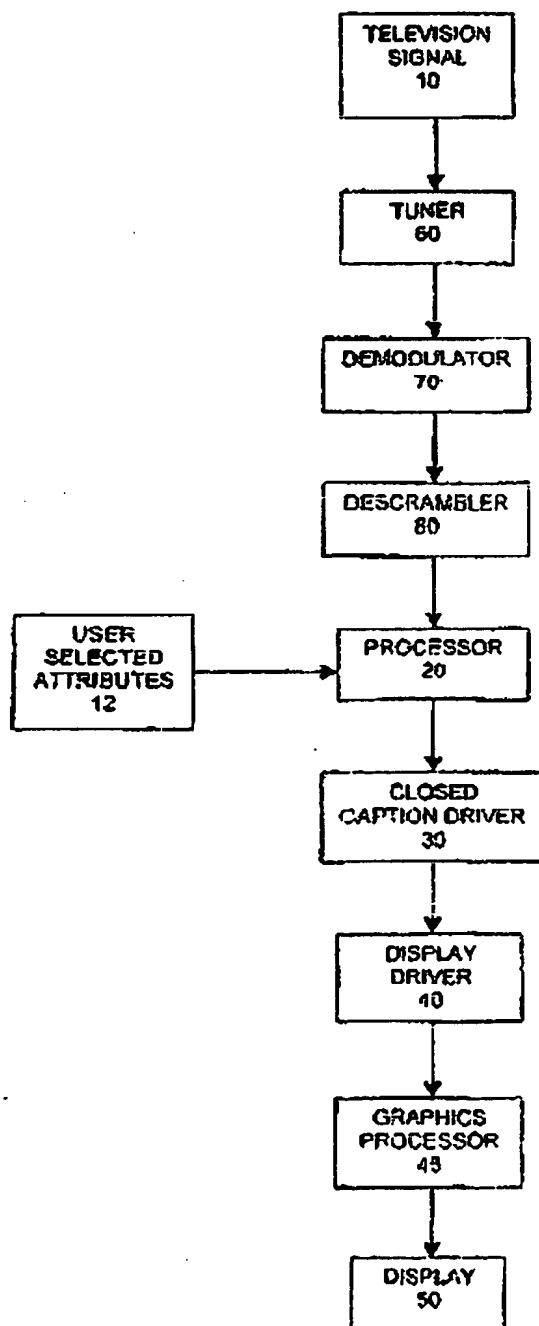 TELEVISION
SIGNAL
10
TUNER
60
DEMODULATOR
70
DESCRAMBLER
80
USER
SELECTED
ATTRIBUTES
12
PROCESSOR
20
CLOSED
CAPTION DRIVER
30
DISPLAY
DRIVER
40
GRAPHICS
PROCESSOR
45
DISPLAY
50